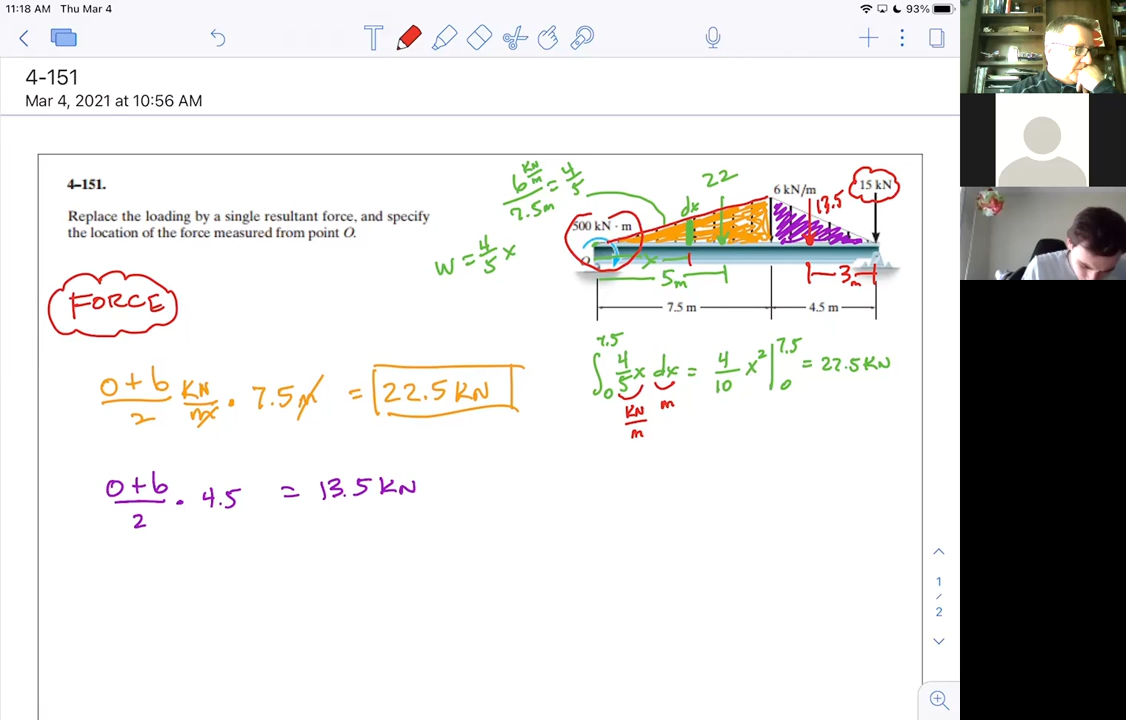 11:18 AM Thu Mar 4
93%
T
4-151
Mar 4, 2021 at 10:56 AM
4–151.
Replace the loading by a single resultant force, and specify
the location of the force measured from point O.
FORCE
6 KN/m / 7.5m = 4/5
W = 4/5 x
22
dx
6 kN/m
13.5
15 kN
500 kN · m
O
x
5m
3m
7.5 m
4.5 m
∫₀^7.5 4/5 x dx = 4/10 x² |₀^7.5 = 22.5 KN
KN/m m
0+6/2 KN/m · 7.5m = 22.5 KN
0+6/2 · 4.5 = 13.5 KN
1
/
2